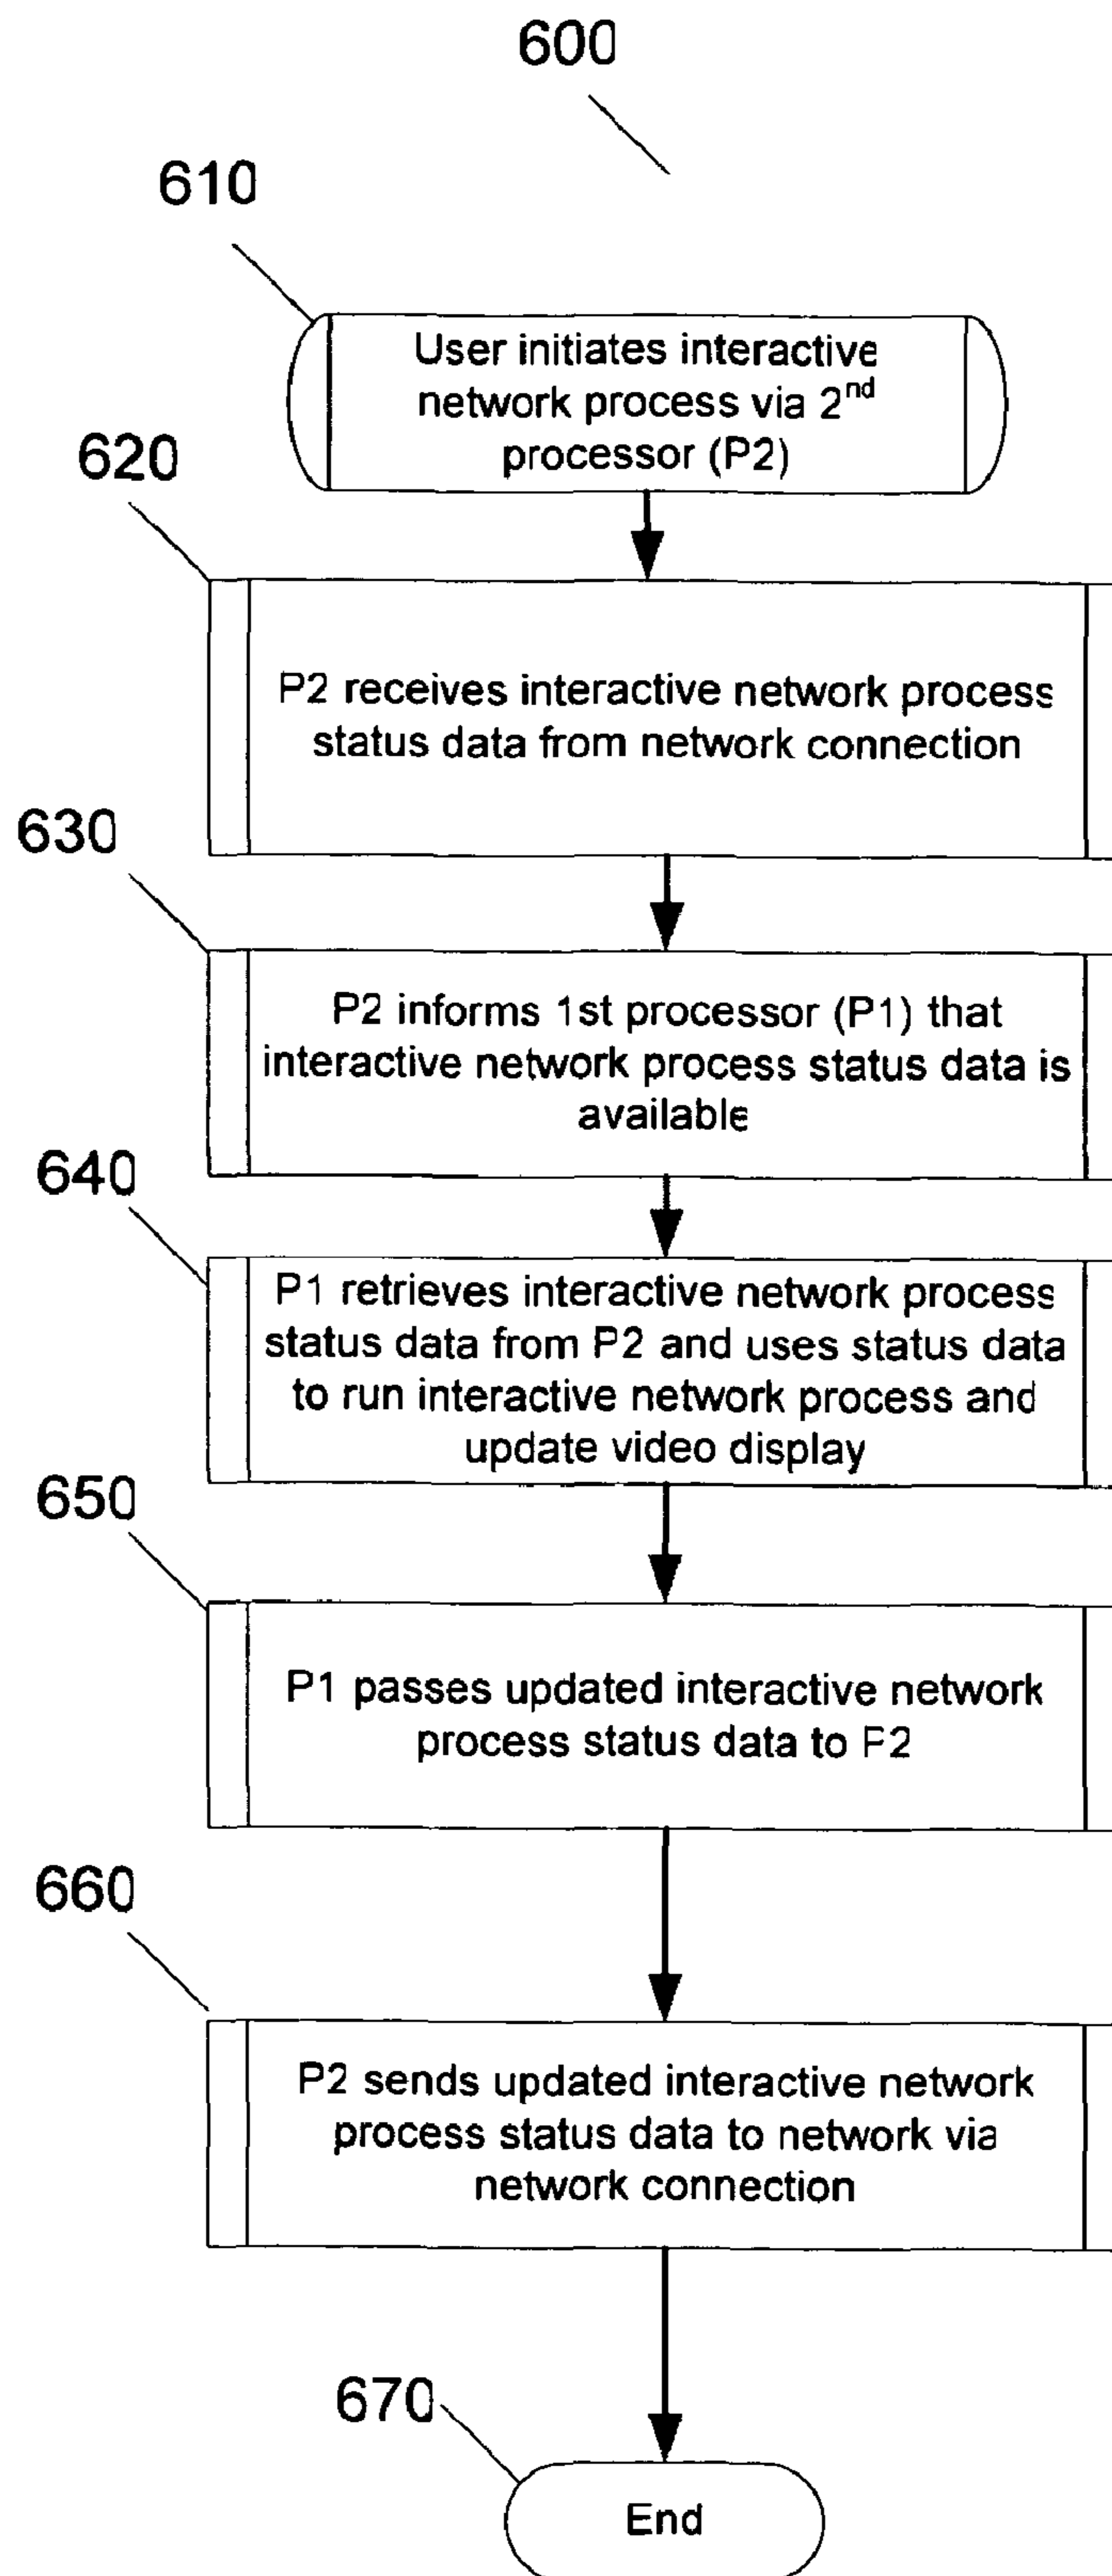 600
610
User initiates interactive
network process via 2nd
processor (P2)
620
P2 receives interactive network process
status data from network connection
630
P2 informs 1st processor (P1) that
interactive network process status data is
available
640
P1 retrieves interactive network process
status data from P2 and uses status data
to run interactive network process and
update video display
650
P1 passes updated interactive network
process status data to P2
660
P2 sends updated interactive network
process status data to network via
network connection
670
End